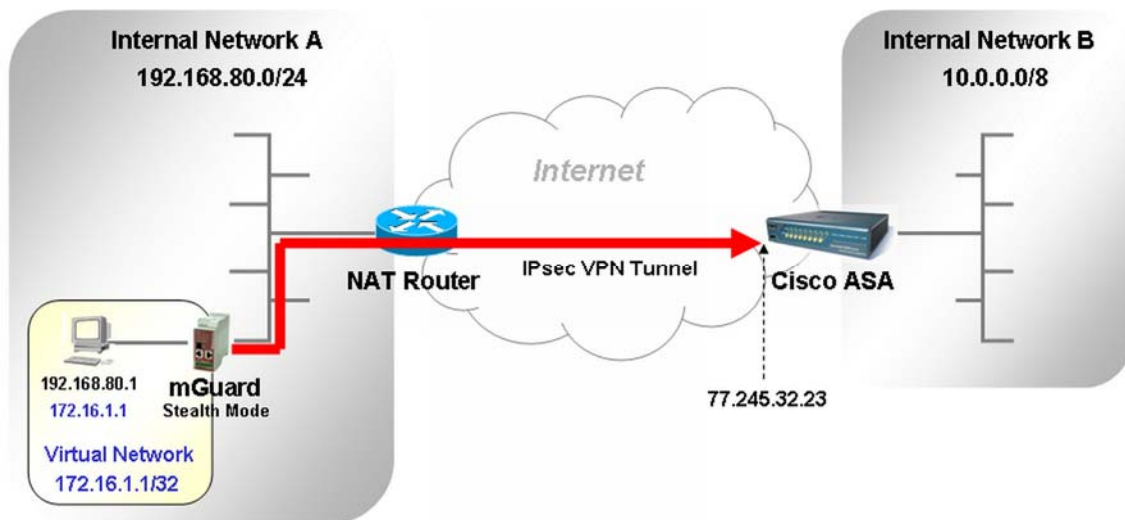 Internal Network A
192.168.80.0/24
Internal Network B
10.0.0.0/8
Internet
NAT Router
IPsec VPN Tunnel
Cisco ASA
192.168.80.1
172.16.1.1
mGuard
Stealth Mode
Virtual Network
172.16.1.1/32
77.245.32.23